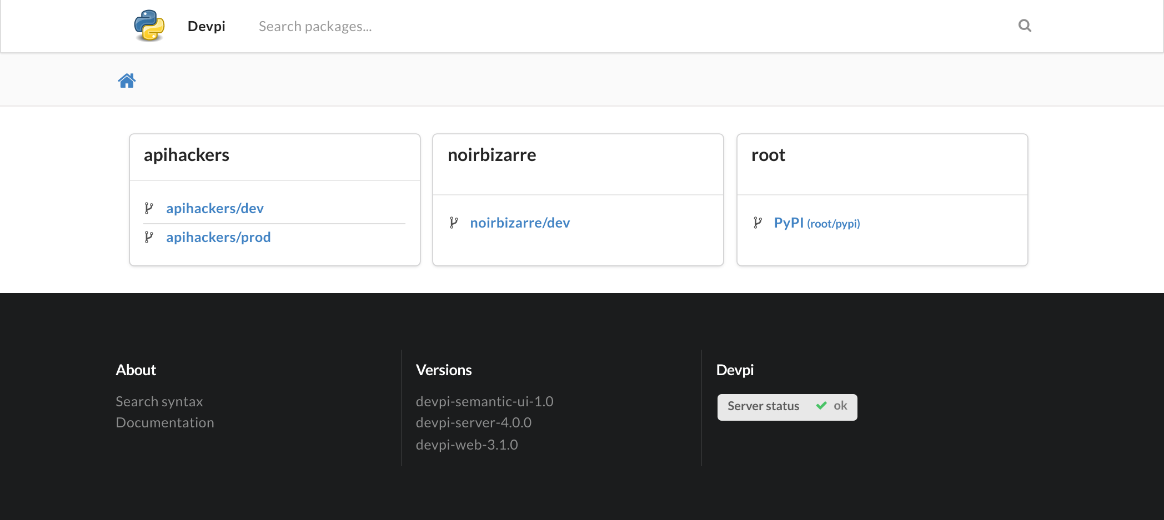 Devpi
Search packages...
apihackers
apihackers/dev
apihackers/prod
noirbizarre
noirbizarre/dev
root
PyPI (root/pypi)
About
Search syntax
Documentation
Versions
devpi-semantic-ui-1.0
devpi-server-4.0.0
devpi-web-3.1.0
Devpi
Server status ok